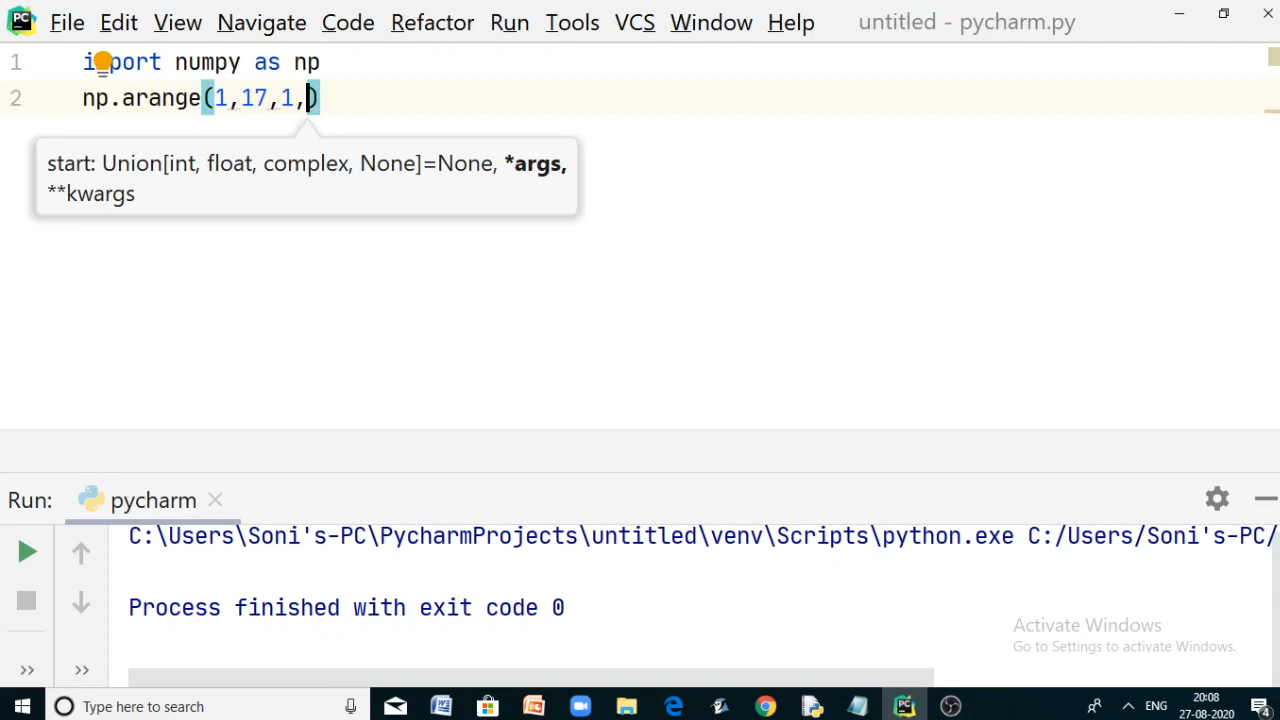 PC File Edit View Navigate Code Refactor Run Tools VCS Window Help untitled - pycharm.py
1 import numpy as np
2 np.arange(1,17,1,)
start: Union[int, float, complex, None]=None, *args,
**kwargs
Run: pycharm
C:\Users\Soni's-PC\PycharmProjects\untitled\venv\Scripts\python.exe C:/Users/Soni's-PC/
Process finished with exit code 0
Activate Windows
Go to Settings to activate Windows.
Type here to search
ENG
20:08
27-08-2020
4